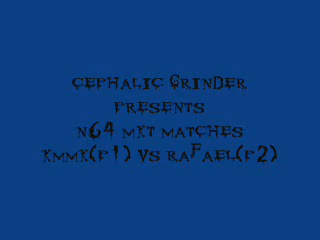 CEPHALIC GRINDER
PRESENTS
N64 MKT MATCHES
KMMK(P1) VS RAFAEL(P2)